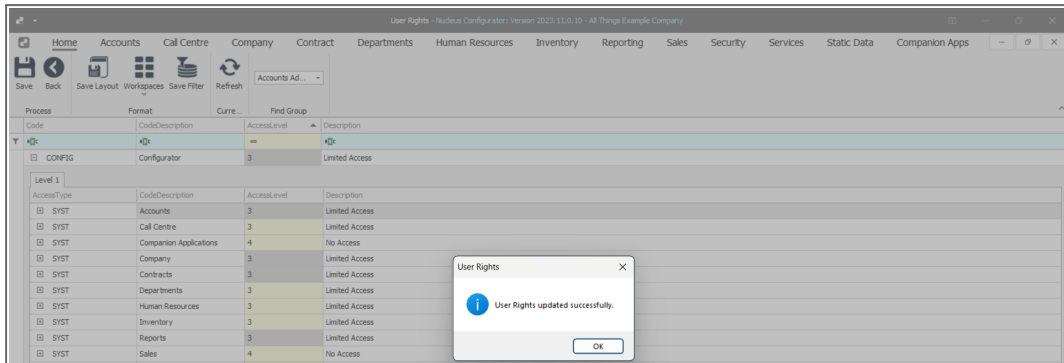 User Rights - Nucleus Configurator: Version 2023.11.0.10 - All Things Example Company
Home Accounts Call Centre Company Contract Departments Human Resources Inventory Reporting Sales Security Services Static Data Companion Apps
Save Back Save Layout Workspaces Save Filter Refresh Accounts Ad...
Process Format Curre... Find Group
Code CodeDescription AccessLevel Description
=
CONFIG Configurator 3 Limited Access
Level 1
AccessType CodeDescription AccessLevel Description
SYST Accounts 3 Limited Access
SYST Call Centre 3 Limited Access
SYST Companion Applications 4 No Access
SYST Company 3 Limited Access
SYST Contracts 3 Limited Access
SYST Departments 3 Limited Access
SYST Human Resources 3 Limited Access
SYST Inventory 3 Limited Access
SYST Reports 3 Limited Access
SYST Sales 4 No Access
User Rights
User Rights updated successfully.
OK